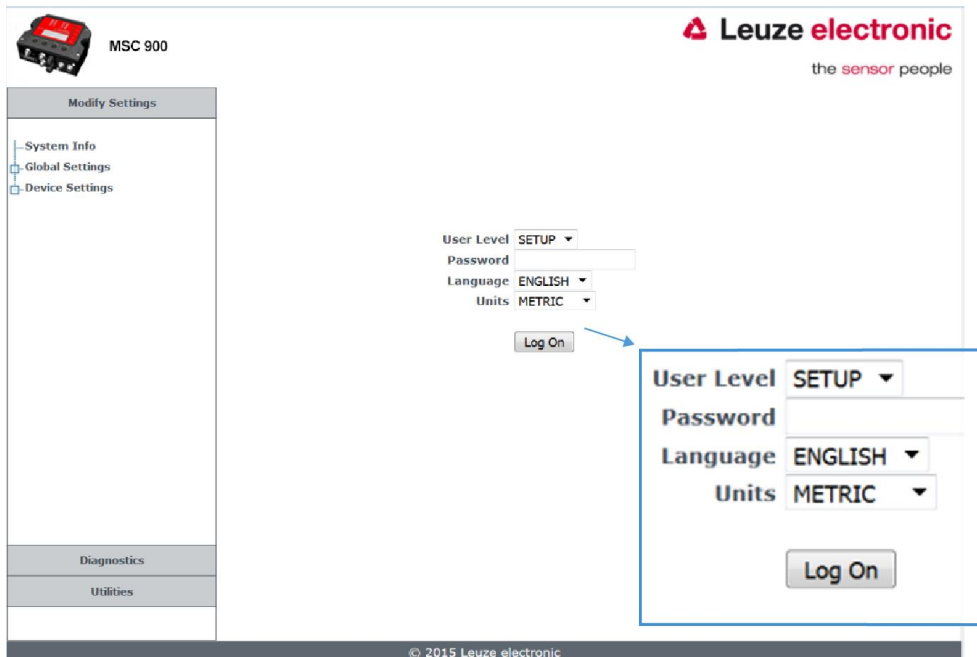 MSC 900
Leuze electronic
the sensor people
Modify Settings
System Info
Global Settings
Device Settings
User Level SETUP
Password
Language ENGLISH
Units METRIC
Log On
User Level SETUP
Password
Language ENGLISH
Units METRIC
Log On
Diagnostics
Utilities
© 2015 Leuze electronic